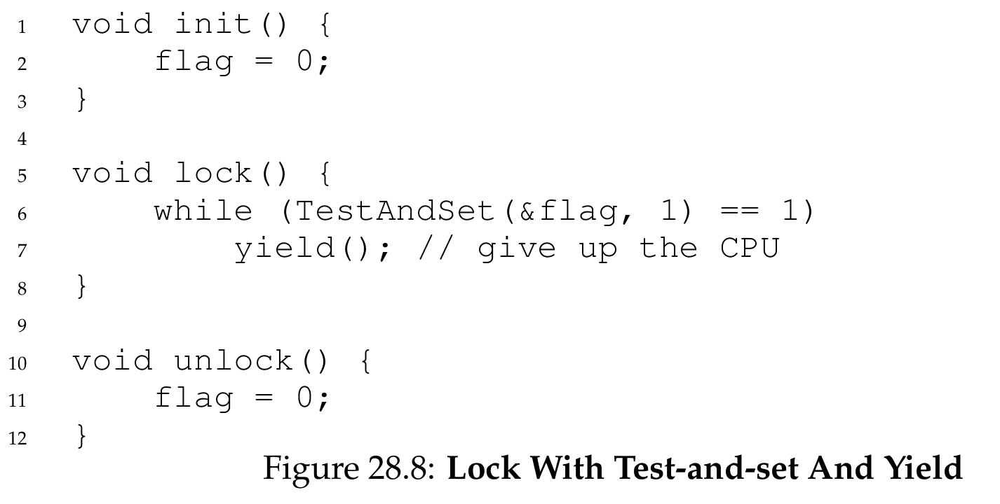 1 void init() {
2 flag = 0;
3 }
4
5 void lock() {
6 while (TestAndSet(&flag, 1) == 1)
7 yield(); // give up the CPU
8 }
9
10 void unlock() {
11 flag = 0;
12 }
Figure 28.8: Lock With Test-and-set And Yield